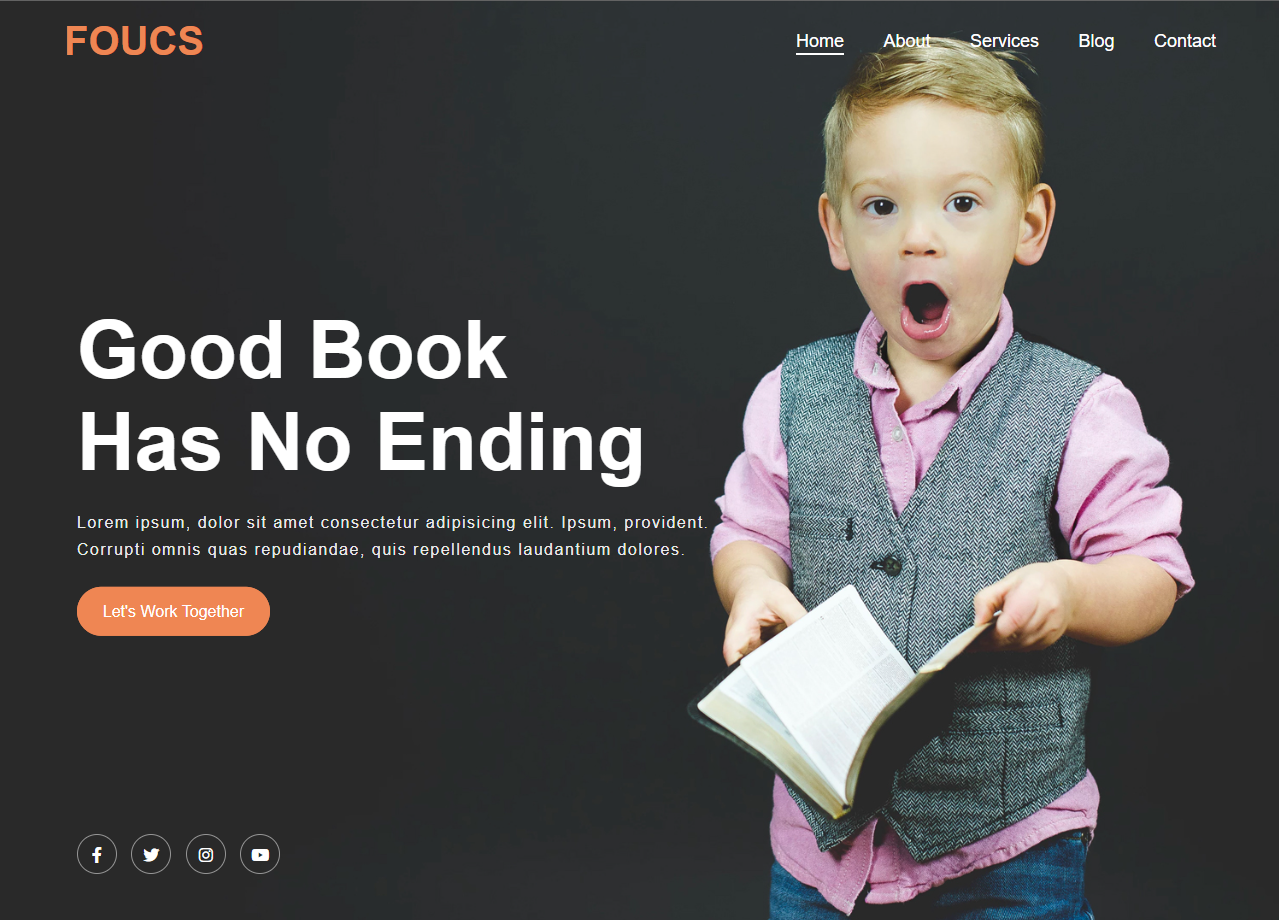 FOUCS
Home About Services Blog Contact
Good Book
Has No Ending
Lorem ipsum, dolor sit amet consectetur adipisicing elit. Ipsum, provident.
Corrupti omnis quas repudiandae, quis repellendus laudantium dolores.
Let's Work Together